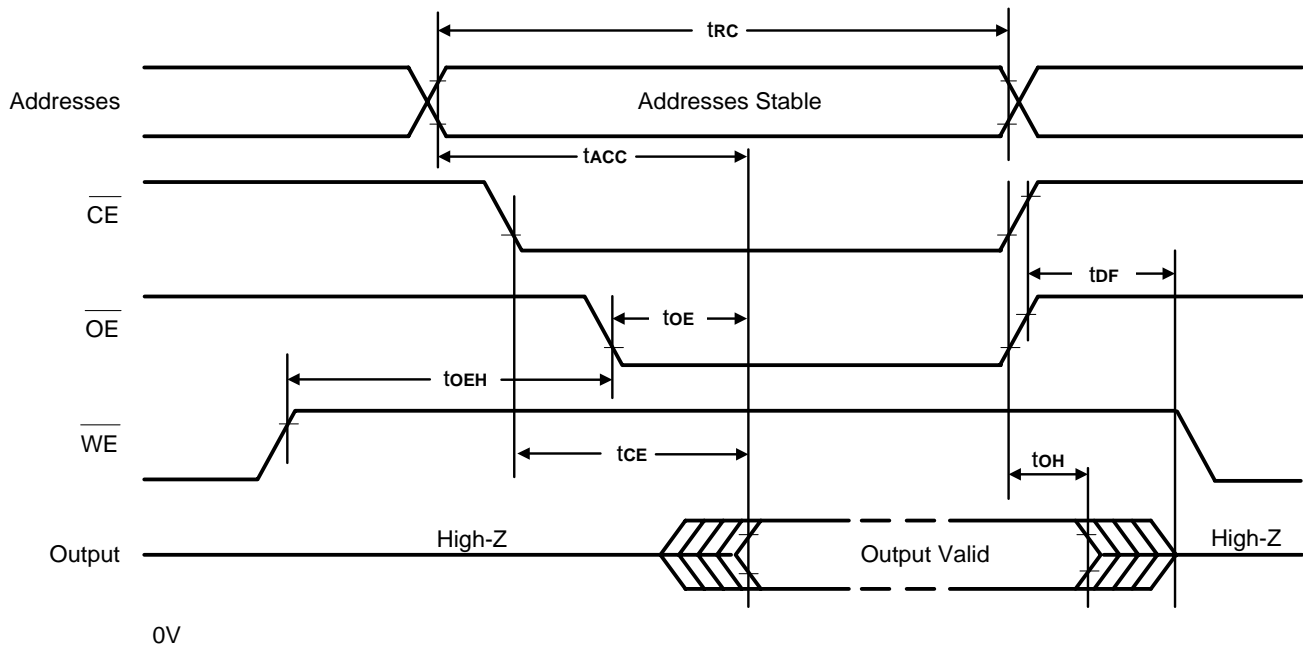 tRC
Addresses
Addresses Stable
tACC
CE
tDF
OE
tOE
tOEH
WE
tCE
tOH
High-Z
High-Z
Output
Output Valid
0V